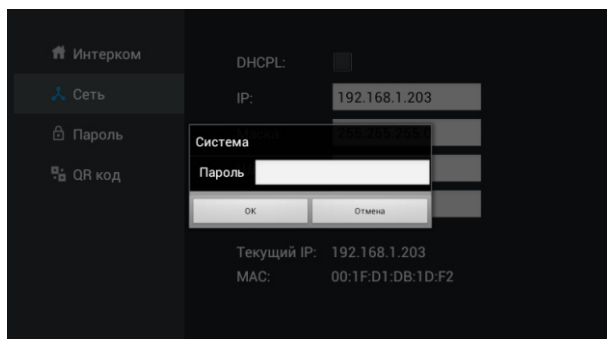 Интерком
Сеть
Пароль
QR код
DHCPL:
IP:
192.168.1.203
Система
Пароль
ОК
Отмена
Текущий IP: 192.168.1.203
MAC: 00:1F:D1:DB:1D:F2